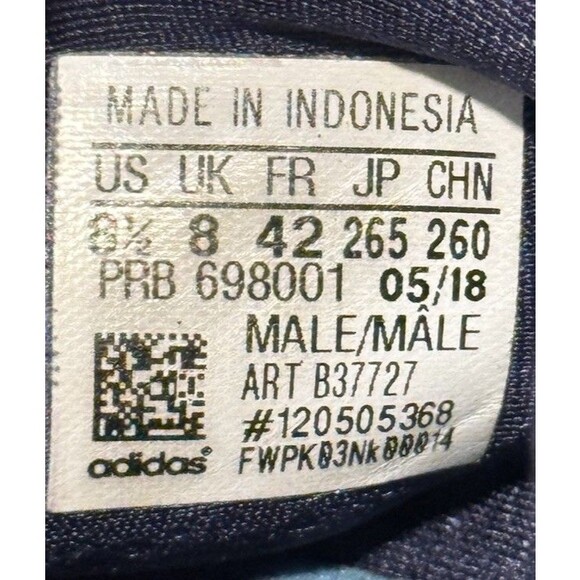 MADE IN INDONESIA
US UK FR JP CHN
8½ 8 42 265 260
PRB 698001 05/18
MALE/MÂLE
ART B37727
#120505368
adidas®